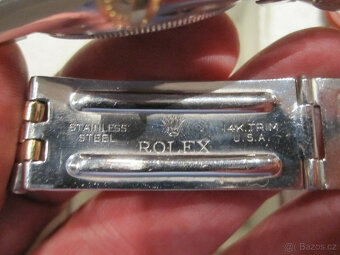 STAINLESS
STEEL
ROLEX
14K.TRIM
U.S.A.
© Bazos.cz